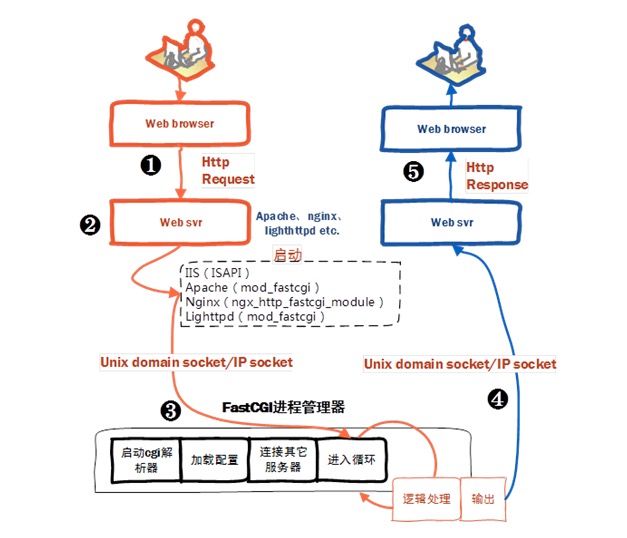 Web browser
Web browser
❶
Http
Request
❺
Http
Response
❷
Web svr
Apache、nginx、
lighthttpd etc.
Web svr
启动
IIS（ISAPI）
Apache（mod_fastcgi）
Nginx（ngx_http_fastcgi_module）
Lighttpd（mod_fastcgi）
Unix domain socket/IP socket
Unix domain socket/IP socket
❸
FastCGI进程管理器
❹
启动cgi解
析器
加载配置
连接其它
服务器
进入循环
逻辑处理
输出